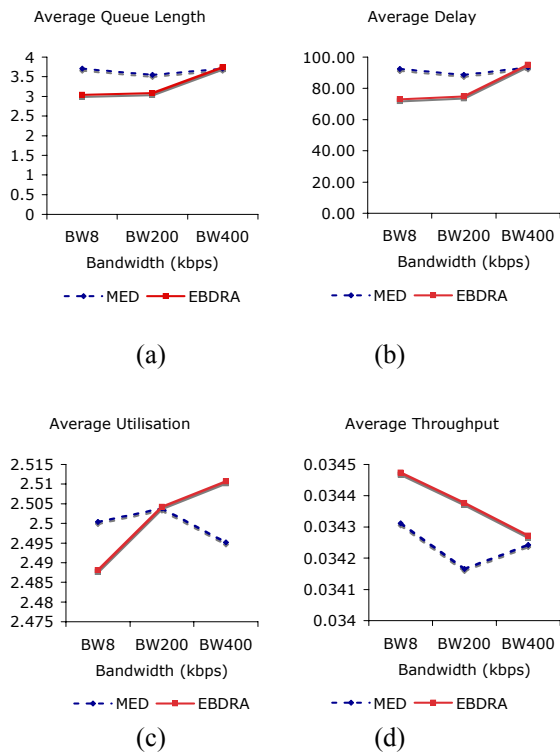 Average Queue Length
4
3.5
3
2.5
2
1.5
1
0.5
0
BW8 BW200 BW400
Bandwidth (kbps)
MED EBDRA
(a)
Average Delay
100.00
80.00
60.00
40.00
20.00
0.00
BW8 BW200 BW400
Bandwidth (kbps)
MED EBDRA
(b)
Average Utilisation
2.515
2.51
2.505
2.5
2.495
2.49
2.485
2.48
2.475
BW8 BW200 BW400
Bandwidth (kbps)
MED EBDRA
(c)
Average Throughput
0.0345
0.0344
0.0343
0.0342
0.0341
0.034
BW8 BW200 BW400
Bandwidth (kbps)
MED EBDRA
(d)